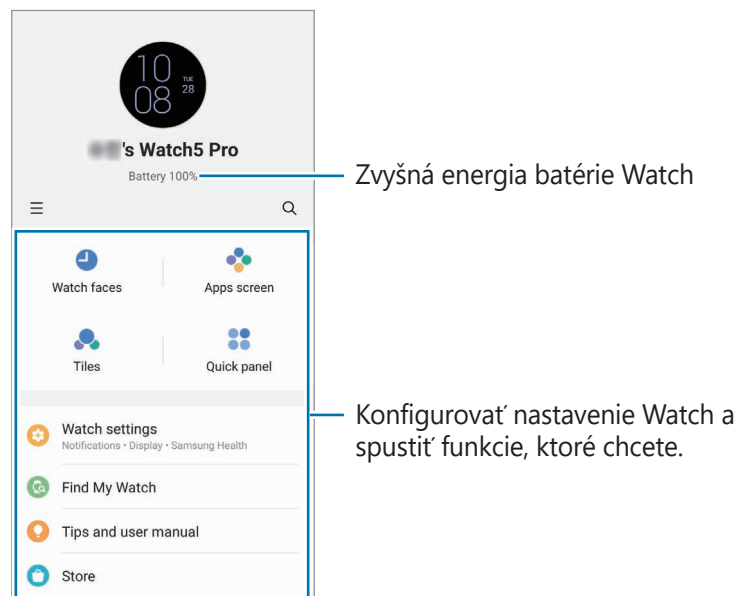 10
08
TUE
28
's Watch5 Pro
Battery 100%
Zvyšná energia batérie Watch
Watch faces
Apps screen
Tiles
Quick panel
Watch settings
Notifications • Display • Samsung Health
Konfigurovať nastavenie Watch a
spustiť funkcie, ktoré chcete.
Find My Watch
Tips and user manual
Store